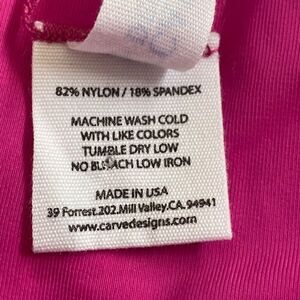 82% NYLON / 18% SPANDEX
MACHINE WASH COLD
WITH LIKE COLORS
TUMBLE DRY LOW
NO BLEACH LOW IRON
MADE IN USA
39 Forrest.202.Mill Valley.CA. 94941
www.carvedesigns.com